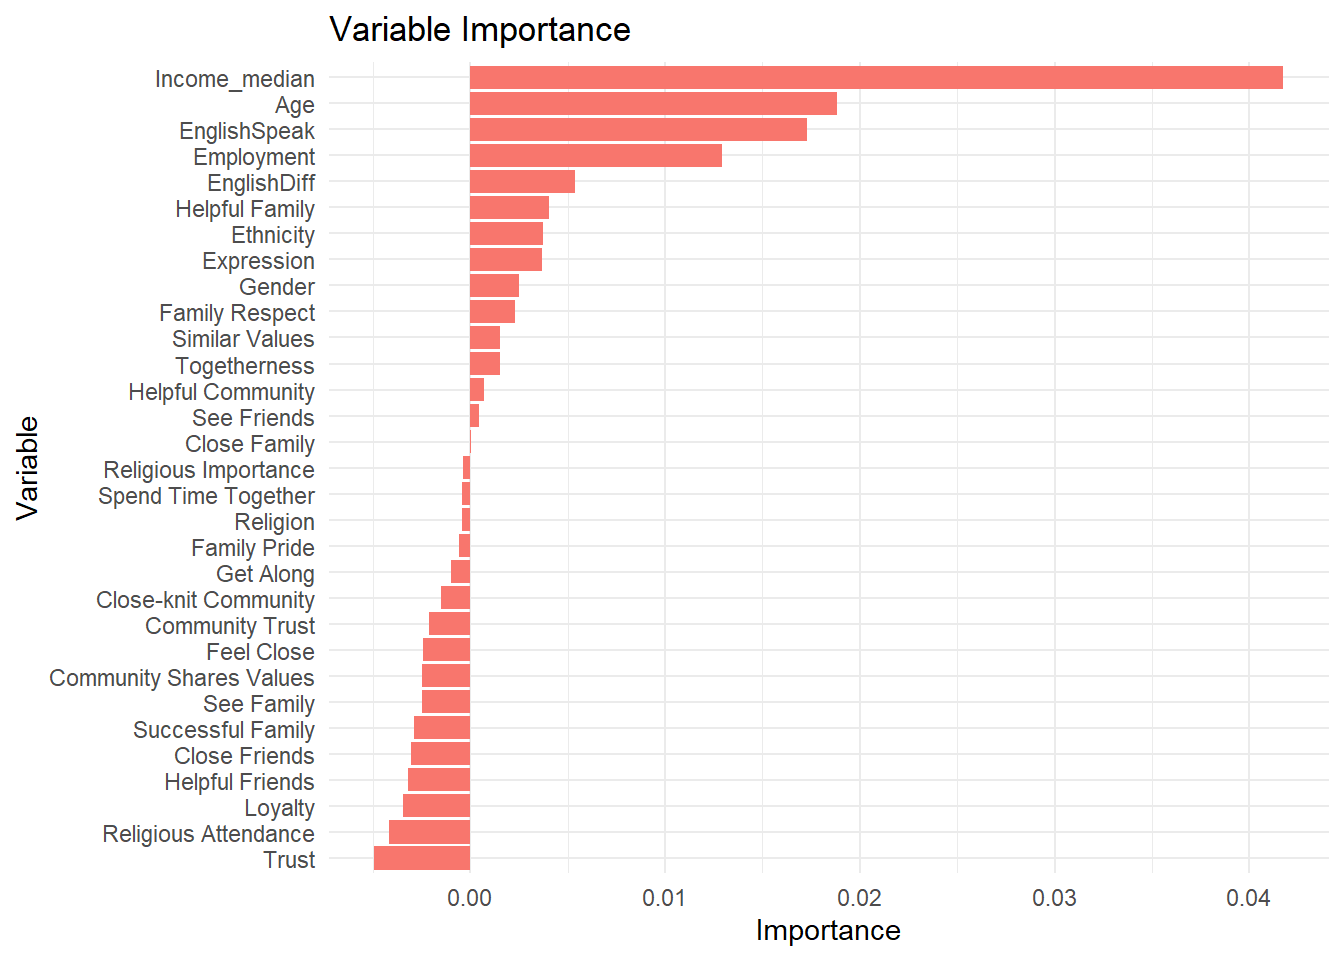 Variable Importance
Income_median
Age
EnglishSpeak
Employment
EnglishDiff
Helpful Family
Ethnicity
Expression
Gender
Family Respect
Similar Values
Togetherness
Helpful Community
See Friends
Close Family
Religious Importance
Spend Time Together
Religion
Family Pride
Get Along
Close-knit Community
Community Trust
Feel Close
Community Shares Values
See Family
Successful Family
Close Friends
Helpful Friends
Loyalty
Religious Attendance
Trust
Variable
0.00 0.01 0.02 0.03 0.04
Importance